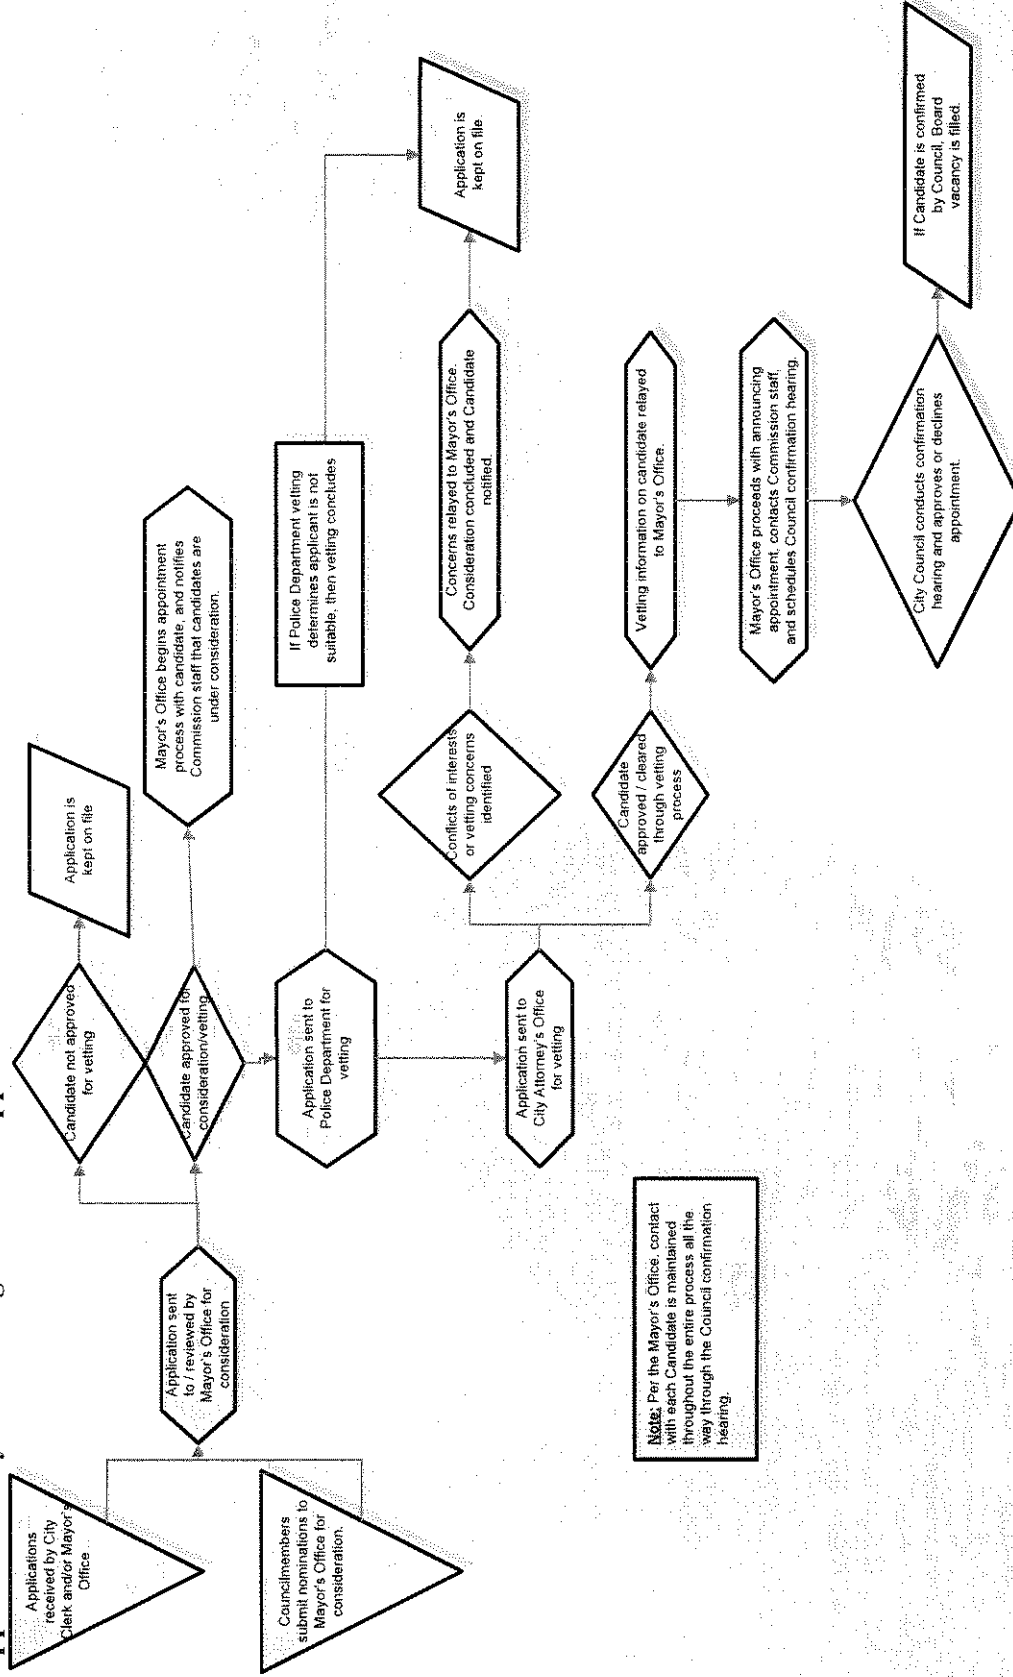 Applications
received by City
Clerk and/or Mayor's
Office
Councilmembers
submit nominations to
Mayor's Office for
consideration.
Application sent
to / reviewed by
Mayor's Office for
consideration
Candidate not approved
for vetting
Application is
kept on file
Candidate approved for
consideration/vetting
Mayor's Office begins appointment
process with candidate, and notifies
Commission staff that candidates are
under consideration.
Application sent to
Police Department for
vetting
If Police Department vetting
determines applicant is not
suitable, then vetting concludes
Application is
kept on file.
Application sent to
City Attorney's Office
for vetting
Conflicts of interests
or vetting concerns
identified
Concerns relayed to Mayor's Office.
Consideration concluded and Candidate
notified.
Candidate
approved / cleared
through vetting
process
Vetting information on candidate relayed
to Mayor's Office.
Mayor's Office proceeds with announcing
appointment, contacts Commission staff,
and schedules Council confirmation hearing.
City Council conducts confirmation
hearing and approves or declines
appointment.
If Candidate is confirmed
by Council, Board
vacancy is filled.
Note: Per the Mayor's Office, contact
with each Candidate is maintained
throughout the entire process all the
way through the Council confirmation
hearing.